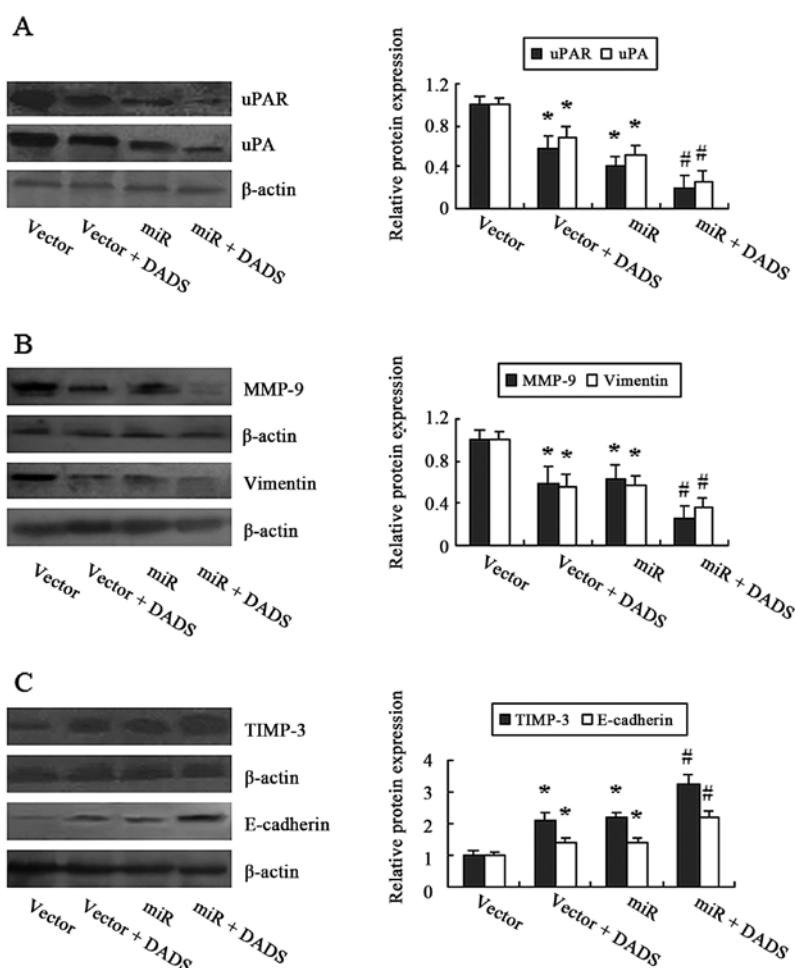 A
uPAR
uPA
β-actin
Vector
Vector + DADS
miR
miR + DADS
uPAR uPA
Relative protein expression
1.2
0.8
0.4
0
* *
* *
# #
Vector
Vector + DADS
miR
miR + DADS
B
MMP-9
β-actin
Vimentin
β-actin
Vector
Vector + DADS
miR
miR + DADS
MMP-9 Vimentin
Relative protein expression
1.2
0.8
0.4
0
* *
* *
# #
Vector
Vector + DADS
miR
miR + DADS
C
TIMP-3
β-actin
E-cadherin
β-actin
Vector
Vector + DADS
miR
miR + DADS
TIMP-3 E-cadherin
Relative protein expression
4
3
2
1
0
* *
* *
# #
Vector
Vector + DADS
miR
miR + DADS